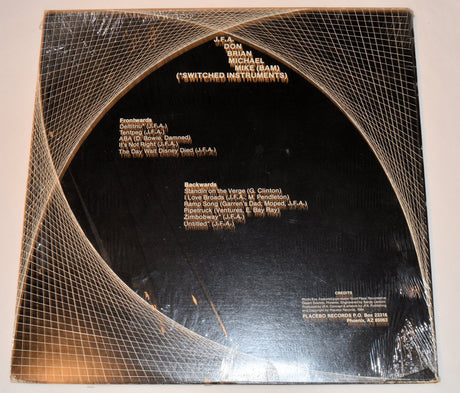 J.F.A.
DON
BRIAN
MICHAEL
MIKE (BAM)
(*SWITCHED INSTRUMENTS)
Frontwards
Deltitnu* (J.F.A.)
Tentpeg (J.F.A.)
ABA (D. Bowie, Damned)
It's Not Right (J.F.A.)
The Day Walt Disney Died (J.F.A.)
Backwards
Standin on the Verge (G. Clinton)
I Love Broads (J.F.A., M. Pendleton)
Ramp Song (Garren's Dad, Moped, J.F.A.)
Pipetruck (Ventures, E. Bay Ray)
Zimbobway* (J.F.A.)
Untitled* (J.F.A.)
CREDITS
PLACEBO RECORDS P.O. Box 23316
Phoenix, AZ 85063